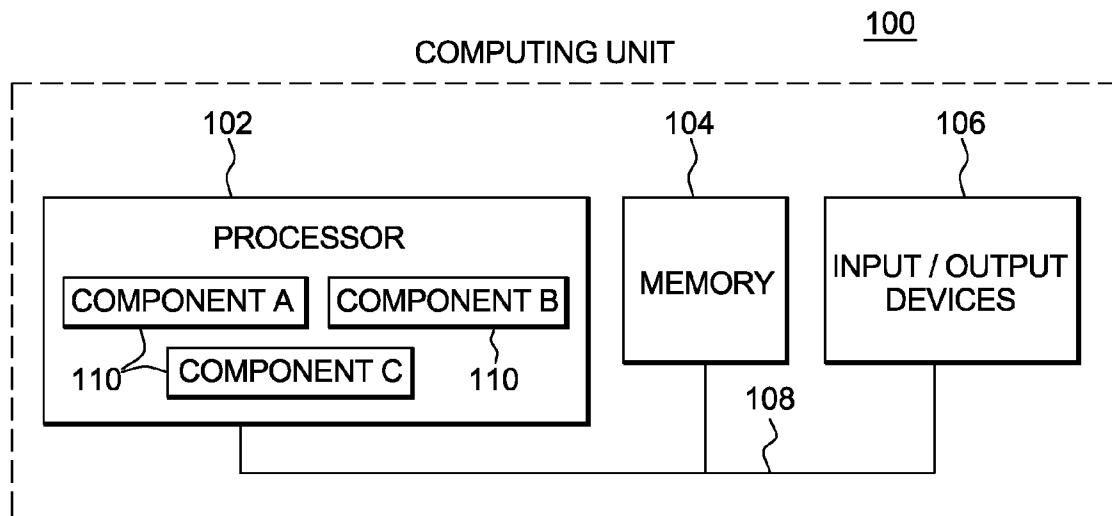 100
COMPUTING UNIT
102
104
106
PROCESSOR
COMPONENT A
COMPONENT B
110
COMPONENT C
110
MEMORY
INPUT / OUTPUT
DEVICES
108